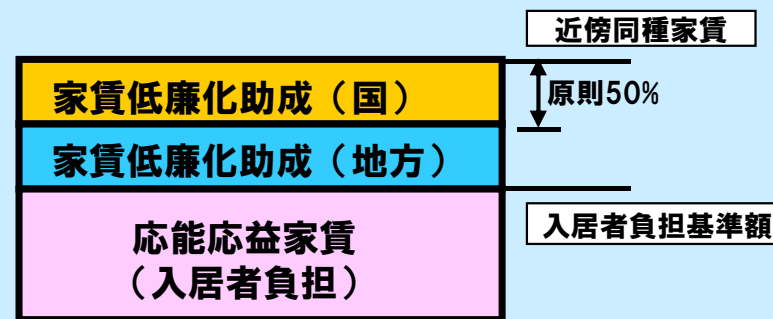 近傍同種家賃
家賃低廉化助成（国）
原則50%
家賃低廉化助成（地方）
入居者負担基準額
応能応益家賃
（入居者負担）